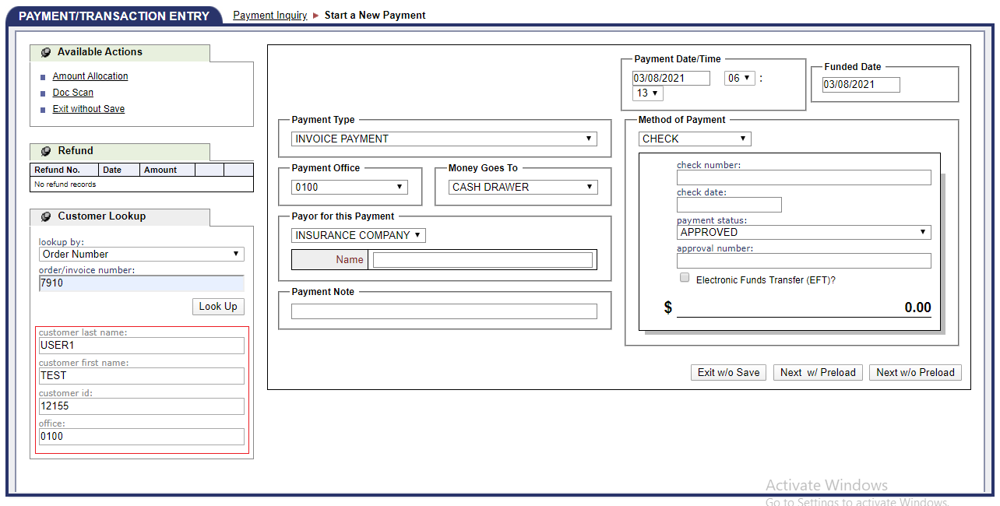 PAYMENT/TRANSACTION ENTRY
Payment Inquiry ► Start a New Payment
Available Actions
Amount Allocation
Doc Scan
Exit without Save
Refund
Refund No. Date Amount
No refund records
Customer Lookup
lookup by:
Order Number
order/invoice number:
7910
Look Up
customer last name:
USER1
customer first name:
TEST
customer id:
12155
office:
0100
Payment Date/Time
03/08/2021 06 :
13
Funded Date
03/08/2021
Payment Type
INVOICE PAYMENT
Payment Office
0100
Money Goes To
CASH DRAWER
Payor for this Payment
INSURANCE COMPANY
Name
Payment Note
Method of Payment
CHECK
check number:
check date:
payment status:
APPROVED
approval number:
Electronic Funds Transfer (EFT)?
$ 0.00
Exit w/o Save Next w/ Preload Next w/o Preload
Activate Windows
Go to Settings to activate Windows.